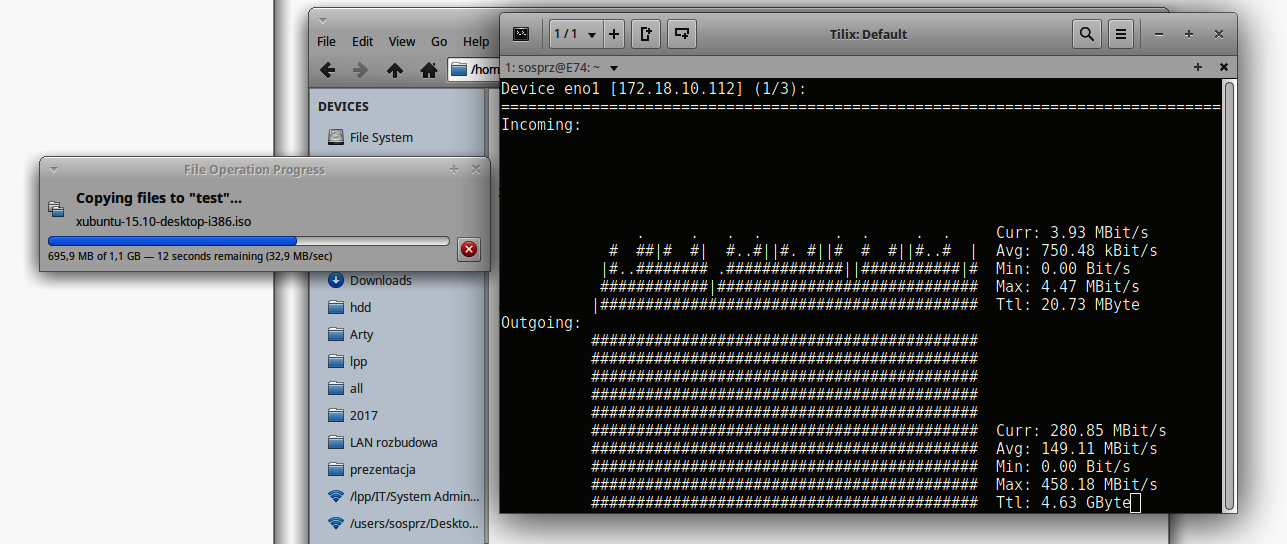 File Edit View Go Help
/hom
DEVICES
File System
File Operation Progress
Copying files to "test"...
xubuntu-15.10-desktop-i386.iso
695,9 MB of 1,1 GB — 12 seconds remaining (32,9 MB/sec)
Downloads
hdd
Arty
lpp
all
2017
LAN rozbudowa
prezentacja
/lpp/IT/System Admin...
/users/sosprz/Deskto...
1 / 1
Tilix: Default
1: sosprz@E74: ~
Device eno1 [172.18.10.112] (1/3):
Incoming:
Curr: 3.93 MBit/s
Avg: 750.48 kBit/s
Min: 0.00 Bit/s
Max: 4.47 MBit/s
Ttl: 20.73 MByte
Outgoing:
Curr: 280.85 MBit/s
Avg: 149.11 MBit/s
Min: 0.00 Bit/s
Max: 458.18 MBit/s
Ttl: 4.63 GByte